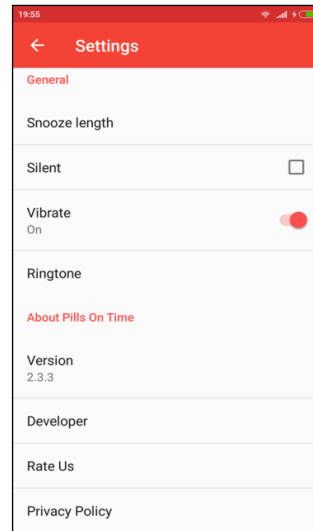 19:55
Settings
General
Snooze length
Silent
Vibrate
On
Ringtone
About Pills On Time
Version
2.3.3
Developer
Rate Us
Privacy Policy